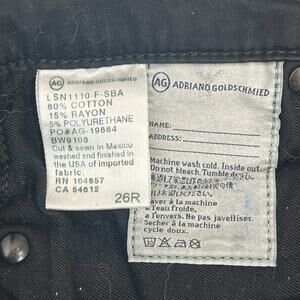 AG ADRIANO GOLDSCHMIED
LSN1110-F-SBA
80% COTTON
15% RAYON
5% POLYURETHANE
PO#AG-19884
BW9108
Cut & sewn in Mexico
washed and finished in
the USA of imported
fabric.
RN 104857
CA 54612
26R
AG ADRIANO GOLDSCHMIED
NAME:
ADDRESS:
Machine wash cold. Inside out.
Do not bleach. Tumble Dry
Laver à la machine
à l'eau froide,
à l'envers. Ne pas javelliser.
Sécher à la machine
cycle doux.